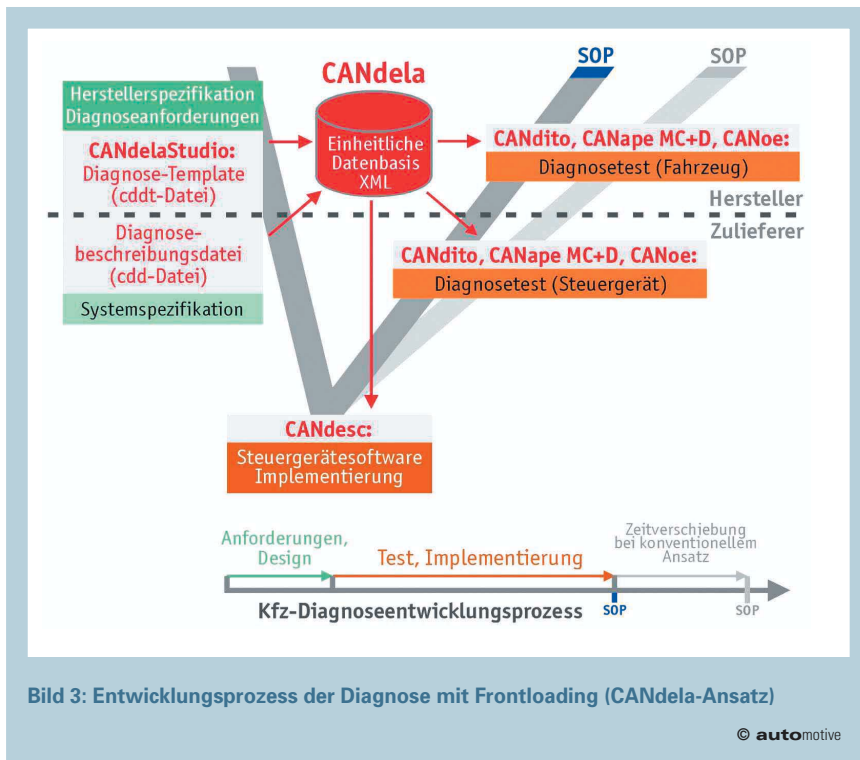 SOP
SOP
CANdela
Herstellerspezifikation
Diagnoseanforderungen
CANdelaStudio:
Diagnose-Template
(cddt-Datei)
Einheitliche
Datenbasis
XML
CANdito, CANape MC+D, CANoe:
Diagnosetest (Fahrzeug)
Hersteller
Zulieferer
Diagnose-
beschreibungsdatei
(cdd-Datei)
Systemspezifikation
CANdito, CANape MC+D, CANoe:
Diagnosetest (Steuergerät)
CANdesc:
Steuergerätesoftware
Implementierung
Anforderungen,
Design
Test, Implementierung
Zeitverschiebung
bei konventionellem
Ansatz
Kfz-Diagnoseentwicklungsprozess
SOP
SOP
Bild 3: Entwicklungsprozess der Diagnose mit Frontloading (CANdela-Ansatz)
© automotive